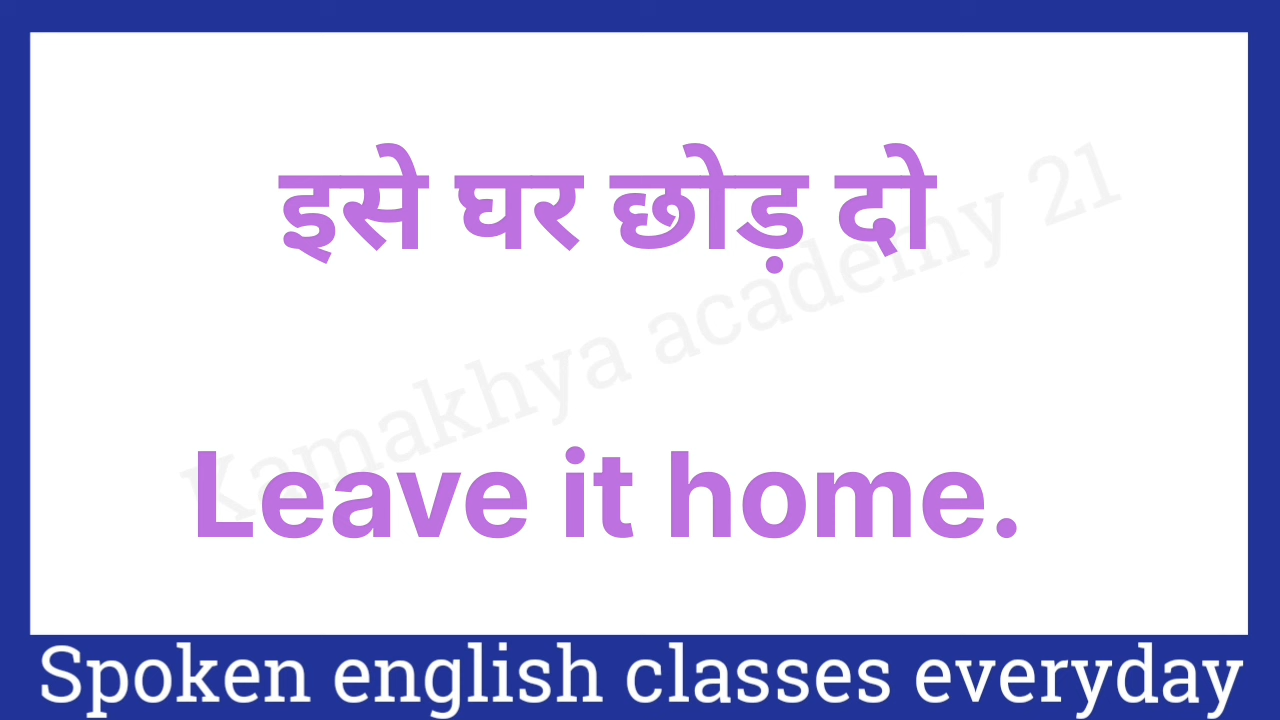 इसे घर छोड़ दो
Kamakhya academy 21
Leave it home.
Spoken english classes everyday